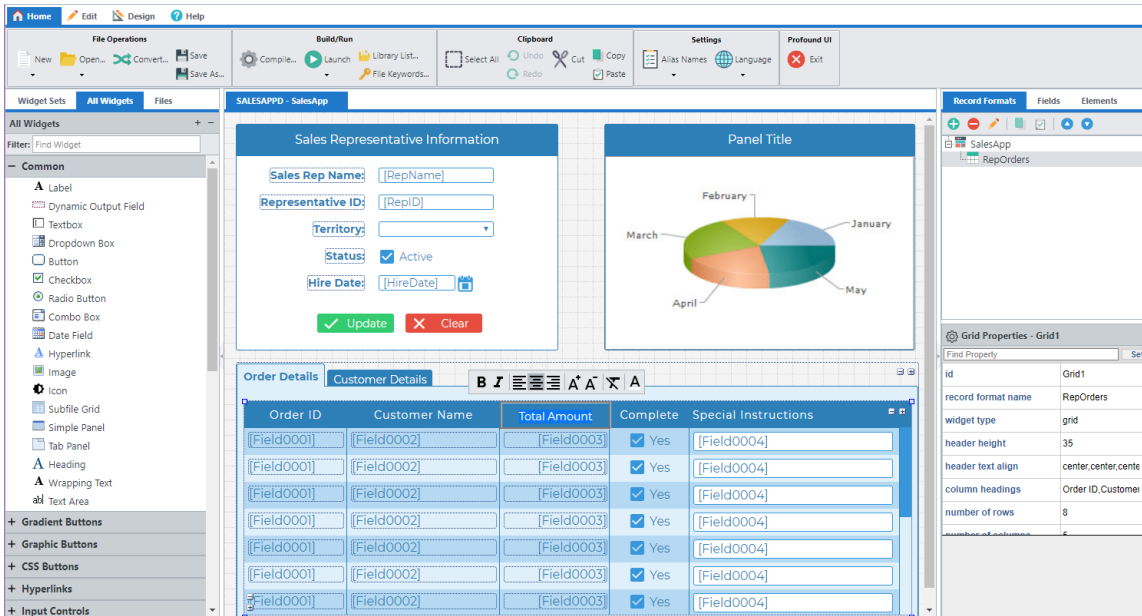 Home Edit Design Help
File Operations
New Open... Convert... Save Save As...
Build/Run
Compile... Launch Library List... File Keywords...
Clipboard
Select All Undo Redo Cut Copy Paste
Settings
Alias Names Language
Profound UI
Exit
Widget Sets All Widgets Files
All Widgets + −
Filter: Find Widget
− Common
A Label
Dynamic Output Field
Textbox
Dropdown Box
Button
Checkbox
Radio Button
Combo Box
Date Field
A Hyperlink
Image
Icon
Subfile Grid
Simple Panel
Tab Panel
A Heading
A Wrapping Text
ab| Text Area
+ Gradient Buttons
+ Graphic Buttons
+ CSS Buttons
+ Hyperlinks
+ Input Controls
SALESAPPD - SalesApp
Sales Representative Information
Sales Rep Name: [RepName]
Representative ID: [RepID]
Territory:
Status: Active
Hire Date: [HireDate]
Update Clear
Panel Title
February
January
March
May
April
Order Details Customer Details
B I A+ A- A
Order ID Customer Name Total Amount Complete Special Instructions
[Field0001] [Field0002] [Field0003] Yes [Field0004]
[Field0001] [Field0002] [Field0003] Yes [Field0004]
[Field0001] [Field0002] [Field0003] Yes [Field0004]
[Field0001] [Field0002] [Field0003] Yes [Field0004]
[Field0001] [Field0002] [Field0003] Yes [Field0004]
[Field0001] [Field0002] [Field0003] Yes [Field0004]
[Field0001] [Field0002] [Field0003] Yes [Field0004]
Record Formats Fields Elements
SalesApp
RepOrders
Grid Properties - Grid1
Find Property Set
id Grid1
record format name RepOrders
widget type grid
header height 35
header text align center,center,cente
column headings Order ID,Custome
number of rows 8
number of columns 5